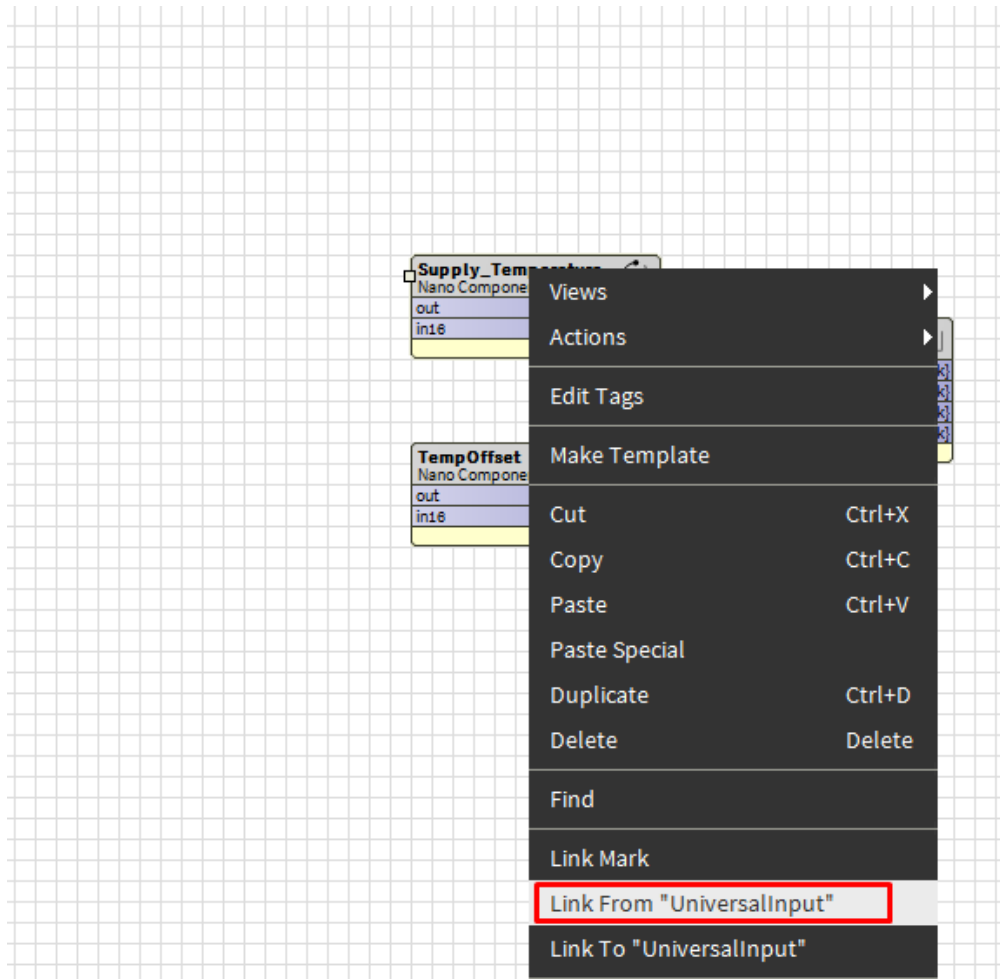 Supply_Temperature
Nano Compone
out
in16
TempOffset
Nano Compone
out
in16
k}
k}
k}
k}
Views
Actions
Edit Tags
Make Template
Cut Ctrl+X
Copy Ctrl+C
Paste Ctrl+V
Paste Special
Duplicate Ctrl+D
Delete Delete
Find
Link Mark
Link From "UniversalInput"
Link To "UniversalInput"